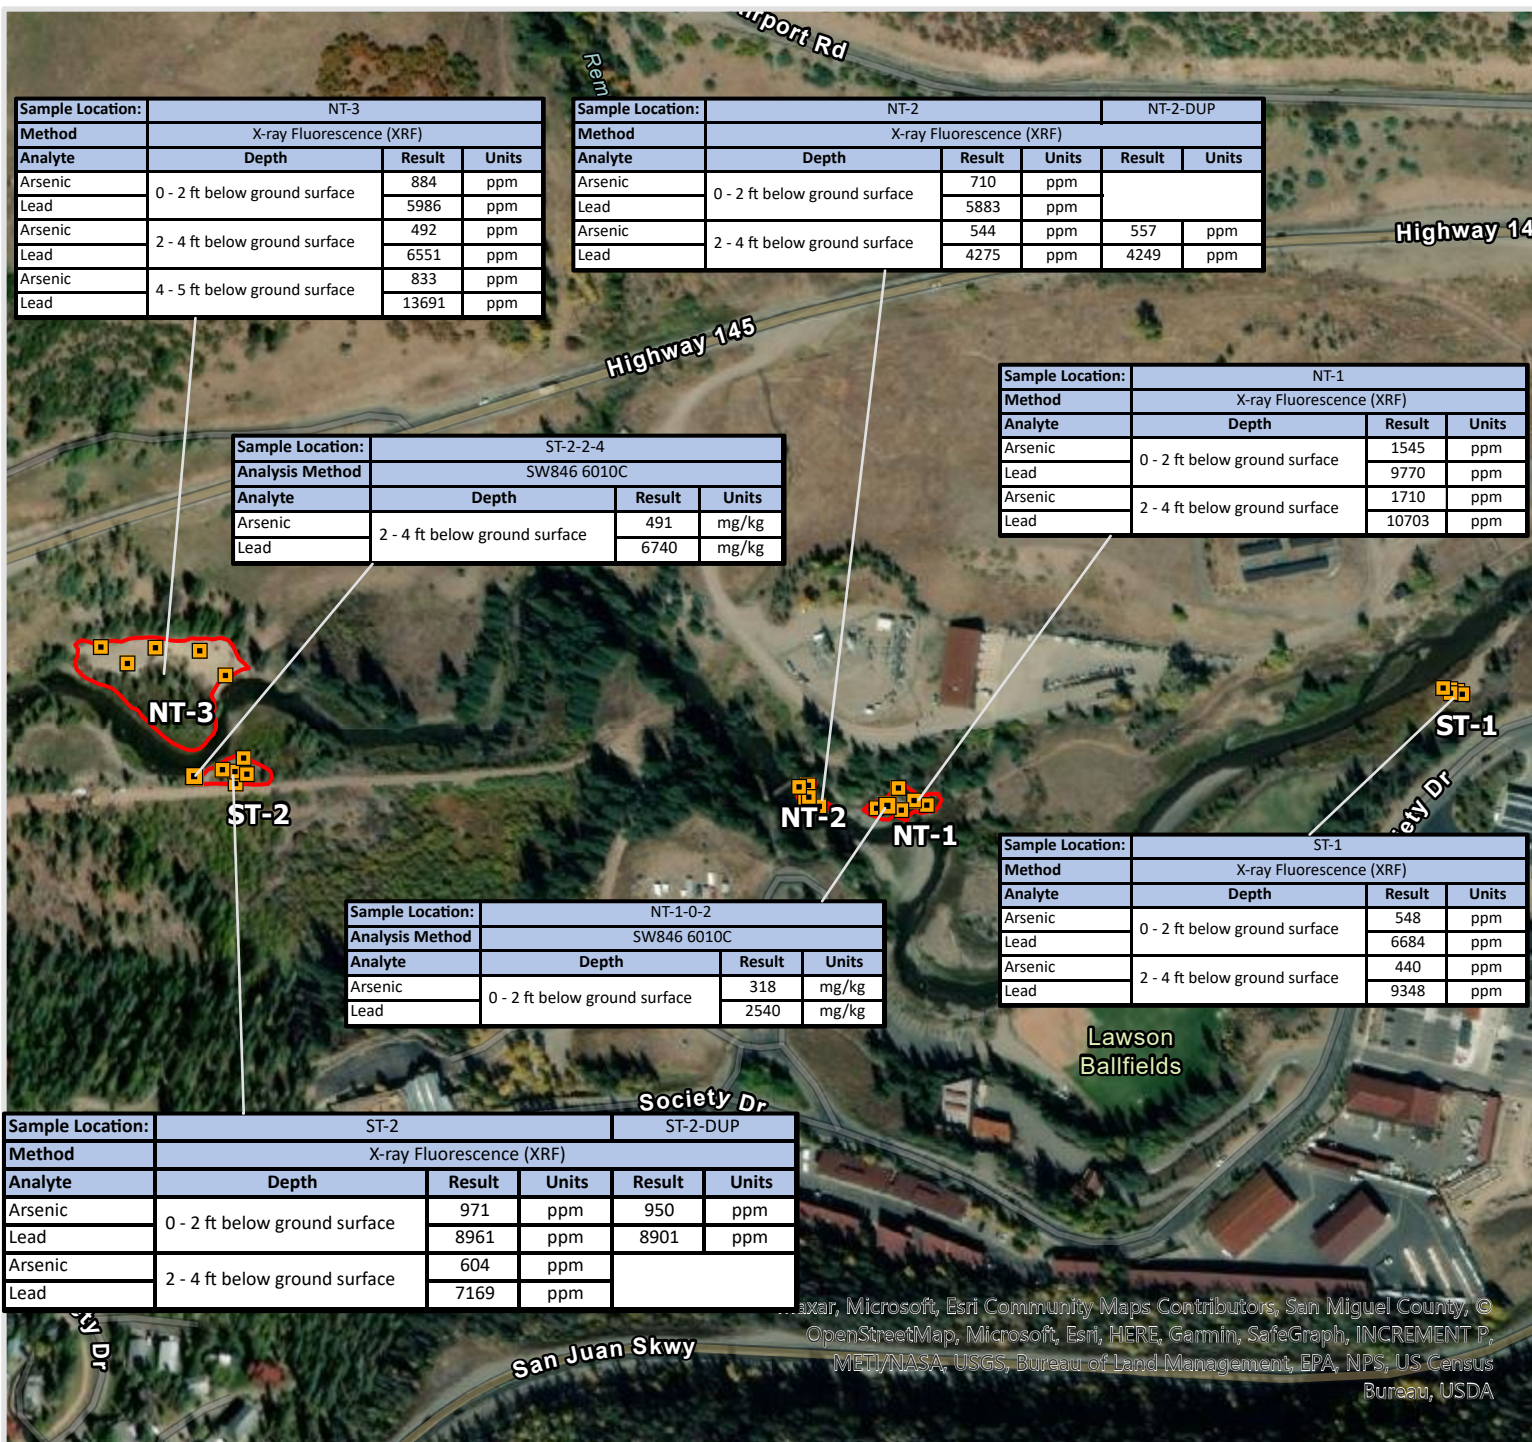 Airport Rd
Rem
Sample Location: NT-3
Method X-ray Fluorescence (XRF)
Analyte Depth Result Units
Arsenic 0 - 2 ft below ground surface 884 ppm
Lead 5986 ppm
Arsenic 2 - 4 ft below ground surface 492 ppm
Lead 6551 ppm
Arsenic 4 - 5 ft below ground surface 833 ppm
Lead 13691 ppm
Sample Location: NT-2 NT-2-DUP
Method X-ray Fluorescence (XRF)
Analyte Depth Result Units Result Units
Arsenic 0 - 2 ft below ground surface 710 ppm
Lead 5883 ppm
Arsenic 2 - 4 ft below ground surface 544 ppm 557 ppm
Lead 4275 ppm 4249 ppm
Highway 14
Highway 145
Sample Location: NT-1
Method X-ray Fluorescence (XRF)
Analyte Depth Result Units
Arsenic 0 - 2 ft below ground surface 1545 ppm
Lead 9770 ppm
Arsenic 2 - 4 ft below ground surface 1710 ppm
Lead 10703 ppm
Sample Location: ST-2-2-4
Analysis Method SW846 6010C
Analyte Depth Result Units
Arsenic 2 - 4 ft below ground surface 491 mg/kg
Lead 6740 mg/kg
NT-3
ST-1
ST-2
NT-2
NT-1
iety Dr
Sample Location: ST-1
Method X-ray Fluorescence (XRF)
Analyte Depth Result Units
Arsenic 0 - 2 ft below ground surface 548 ppm
Lead 6684 ppm
Arsenic 2 - 4 ft below ground surface 440 ppm
Lead 9348 ppm
Sample Location: NT-1-0-2
Analysis Method SW846 6010C
Analyte Depth Result Units
Arsenic 0 - 2 ft below ground surface 318 mg/kg
Lead 2540 mg/kg
Lawson
Ballfields
Society Dr
Sample Location: ST-2 ST-2-DUP
Method X-ray Fluorescence (XRF)
Analyte Depth Result Units Result Units
Arsenic 0 - 2 ft below ground surface 971 ppm 950 ppm
Lead 8961 ppm 8901 ppm
Arsenic 2 - 4 ft below ground surface 604 ppm
Lead 7169 ppm
ety Dr
San Juan Skwy
Maxar, Microsoft, Esri Community Maps Contributors, San Miguel County, ©
OpenStreetMap, Microsoft, Esri, HERE, Garmin, SafeGraph, INCREMENT P,
METI/NASA, USGS, Bureau of Land Management, EPA, NPS, US Census
Bureau, USDA